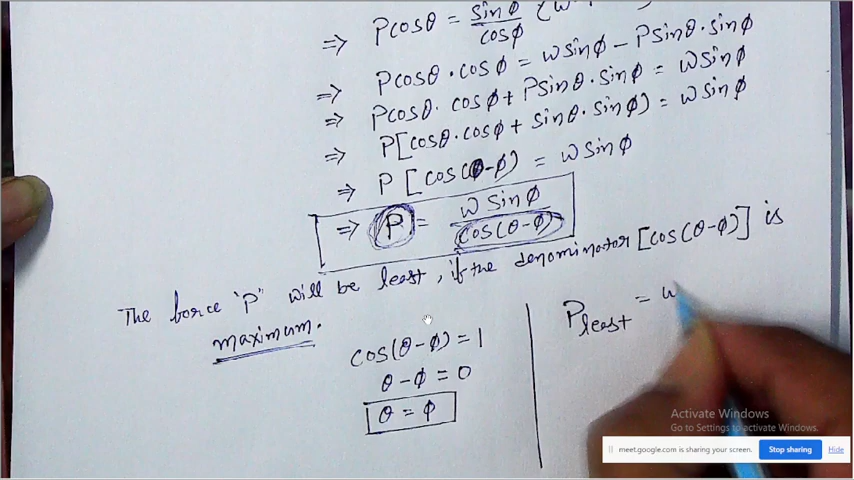 ⇒ Pcosθ = sinϕ/cosϕ (W
⇒ Pcosθ·cosϕ = wsinϕ − Psinθ·sinϕ
⇒ Pcosθ·cosϕ + Psinθ·sinϕ = wsinϕ
⇒ P[cosθ·cosϕ + sinθ·sinϕ] = wsinϕ
⇒ P[cos(θ-ϕ) = wsinϕ
⇒ P = w sinϕ/cos(θ-ϕ)
The force "P" will be least, if the denominator [cos(θ-ϕ)] is
maximum.
cos(θ-ϕ) = 1
θ-ϕ = 0
θ = ϕ
Pleast = w
Activate Windows
Go to Settings to activate Windows.
meet.google.com is sharing your screen. Stop sharing Hide